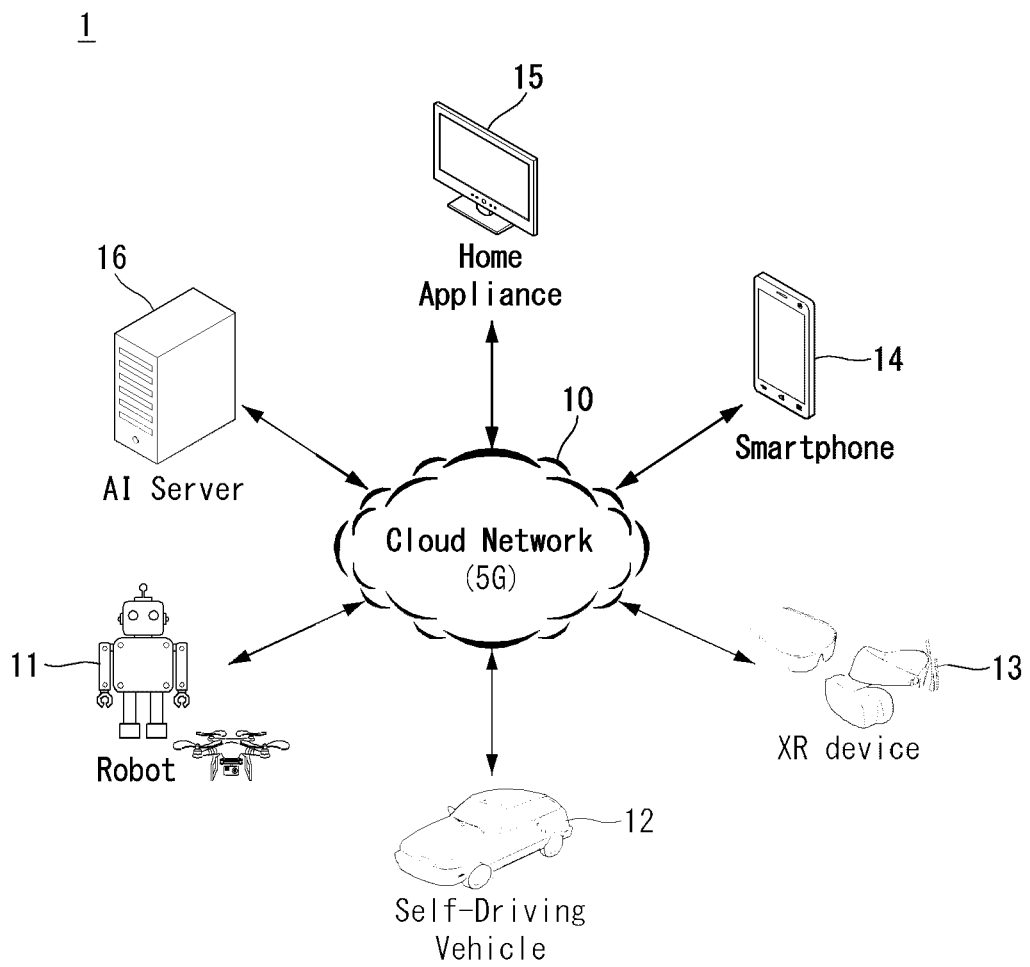 1
15
Home
Appliance
16
AI Server
14
Smartphone
10
Cloud Network
(5G)
11
Robot
13
XR device
12
Self-Driving
Vehicle